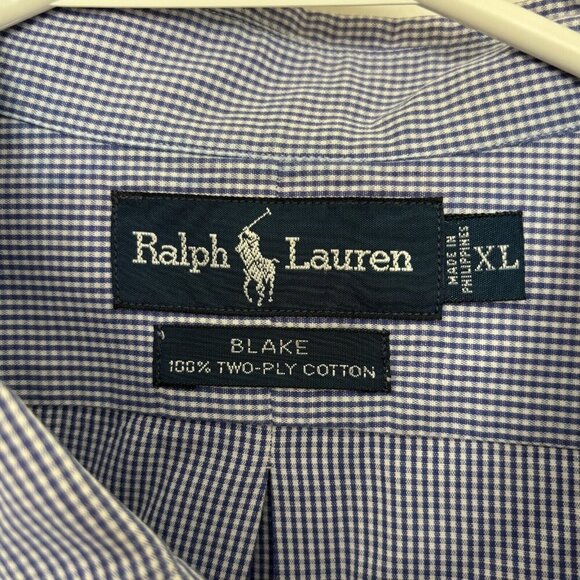 Ralph Lauren
MADE IN
PHILIPPINES
XL
BLAKE
100% TWO-PLY COTTON